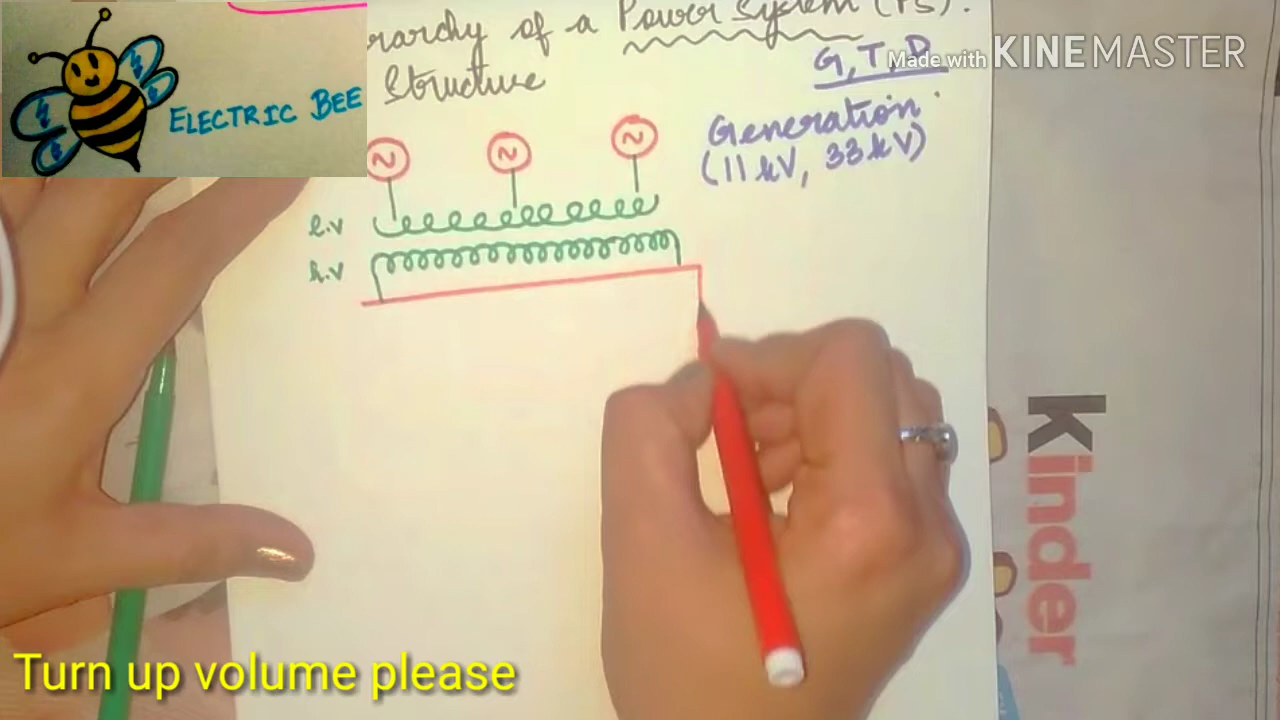 rarchy of a Power System (PS).
Structure
G, T, D
Made with KINEMASTER
ELECTRIC BEE
Generation
(11 kV, 33 kV)
N N N
l.v
h.v
Kinder
Turn up volume please